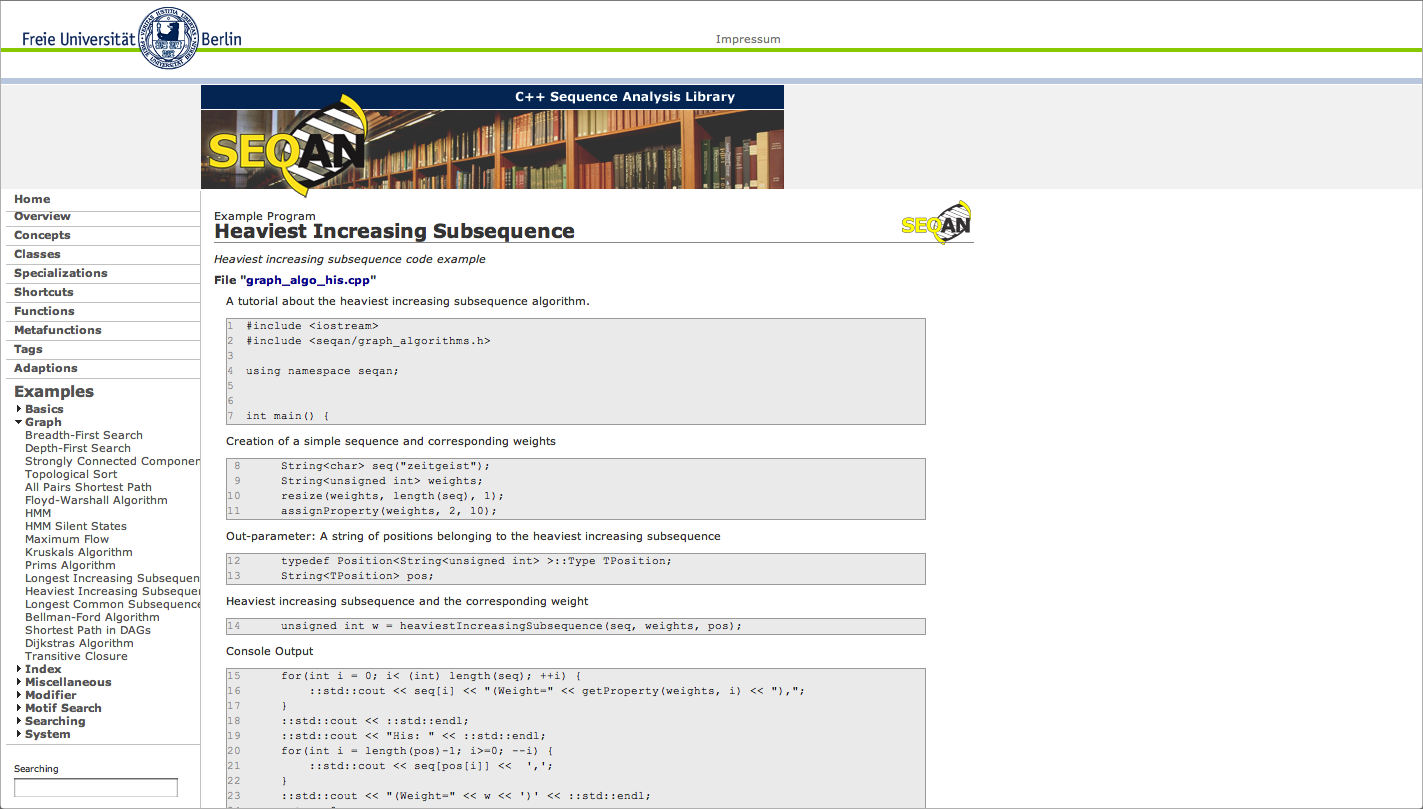 Freie Universität Berlin
Impressum
C++ Sequence Analysis Library
SEQAN
Home
Overview
Concepts
Classes
Specializations
Shortcuts
Functions
Metafunctions
Tags
Adaptions
Examples
Basics
Graph
Breadth-First Search
Depth-First Search
Strongly Connected Componen
Topological Sort
All Pairs Shortest Path
Floyd-Warshall Algorithm
HMM
HMM Silent States
Maximum Flow
Kruskals Algorithm
Prims Algorithm
Longest Increasing Subsequen
Heaviest Increasing Subseque
Longest Common Subsequence
Bellman-Ford Algorithm
Shortest Path in DAGs
Dijkstras Algorithm
Transitive Closure
Index
Miscellaneous
Modifier
Motif Search
Searching
System
Searching
Example Program
Heaviest Increasing Subsequence
SEQAN
Heaviest increasing subsequence code example
File "graph_algo_his.cpp"
A tutorial about the heaviest increasing subsequence algorithm.
1 #include <iostream>
2 #include <seqan/graph_algorithms.h>
3
4 using namespace seqan;
5
6
7 int main() {
Creation of a simple sequence and corresponding weights
8 String<char> seq("zeitgeist");
9 String<unsigned int> weights;
10 resize(weights, length(seq), 1);
11 assignProperty(weights, 2, 10);
Out-parameter: A string of positions belonging to the heaviest increasing subsequence
12 typedef Position<String<unsigned int> >::Type TPosition;
13 String<TPosition> pos;
Heaviest increasing subsequence and the corresponding weight
14 unsigned int w = heaviestIncreasingSubsequence(seq, weights, pos);
Console Output
15 for(int i = 0; i< (int) length(seq); ++i) {
16 ::std::cout << seq[i] << "(Weight=" << getProperty(weights, i) << "),";
17 }
18 ::std::cout << ::std::endl;
19 ::std::cout << "His: " << ::std::endl;
20 for(int i = length(pos)-1; i>=0; --i) {
21 ::std::cout << seq[pos[i]] << ',';
22 }
23 ::std::cout << "(Weight=" << w << ')' << ::std::endl;